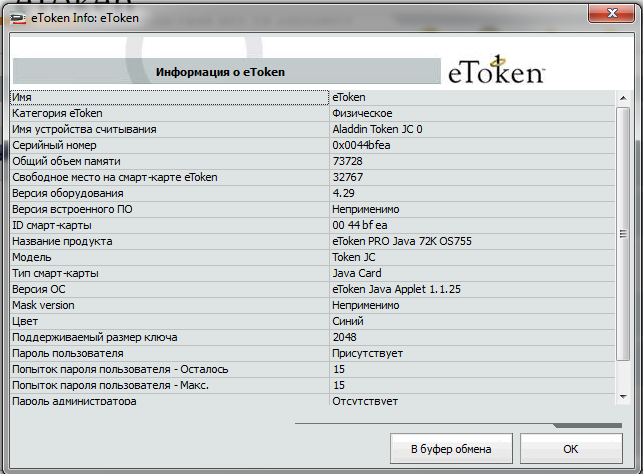 eToken Info: eToken
Информация о eToken
eToken
Имя eToken
Категория eToken Физическое
Имя устройства считывания Aladdin Token JC 0
Серийный номер 0x0044bfea
Общий объем памяти 73728
Свободное место на смарт-карте eToken 32767
Версия оборудования 4.29
Версия встроенного ПО Неприменимо
ID смарт-карты 00 44 bf ea
Название продукта eToken PRO Java 72K OS755
Модель Token JC
Тип смарт-карты Java Card
Версия ОС eToken Java Applet 1.1.25
Mask version Неприменимо
Цвет Синий
Поддерживаемый размер ключа 2048
Пароль пользователя Присутствует
Попыток пароля пользователя - Осталось 15
Попыток пароля пользователя - Макс. 15
Пароль администратора Отсутствует
В буфер обмена OK